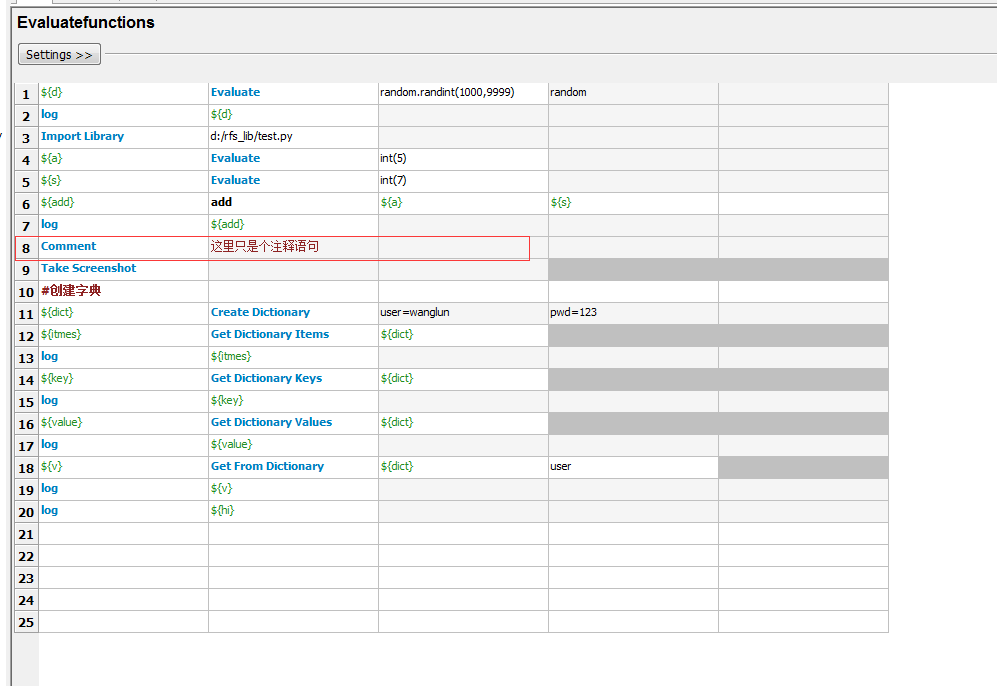 Evaluatefunctions
Settings >>
1 ${d} Evaluate random.randint(1000,9999) random
2 log ${d}
3 Import Library d:/rfs_lib/test.py
4 ${a} Evaluate int(5)
5 ${s} Evaluate int(7)
6 ${add} add ${a} ${s}
7 log ${add}
8 Comment 这里只是个注释语句
9 Take Screenshot
10 #创建字典
11 ${dict} Create Dictionary user=wanglun pwd=123
12 ${itmes} Get Dictionary Items ${dict}
13 log ${itmes}
14 ${key} Get Dictionary Keys ${dict}
15 log ${key}
16 ${value} Get Dictionary Values ${dict}
17 log ${value}
18 ${v} Get From Dictionary ${dict} user
19 log ${v}
20 log ${hi}
21
22
23
24
25